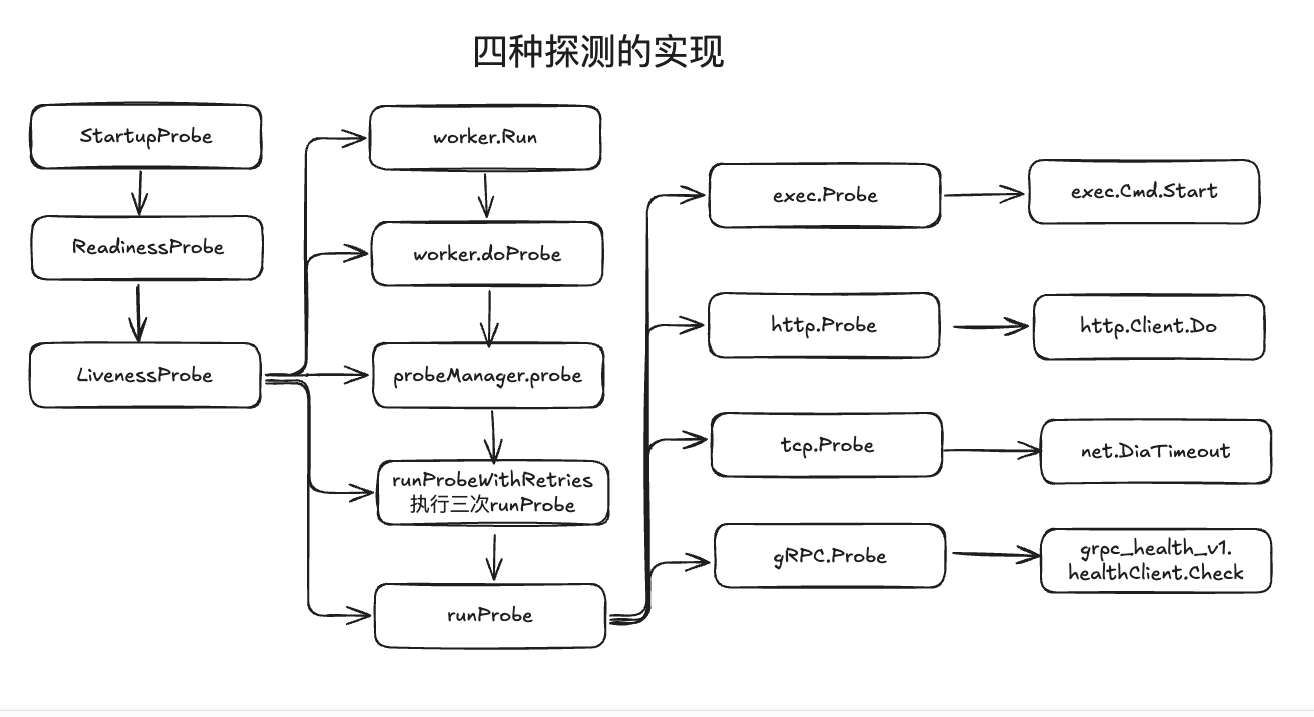 四种探测的实现
StartupProbe
ReadinessProbe
LivenessProbe
worker.Run
worker.doProbe
probeManager.probe
runProbeWithRetries
执行三次runProbe
runProbe
exec.Probe
http.Probe
tcp.Probe
gRPC.Probe
exec.Cmd.Start
http.Client.Do
net.DiaTimeout
grpc_health_v1.
healthClient.Check